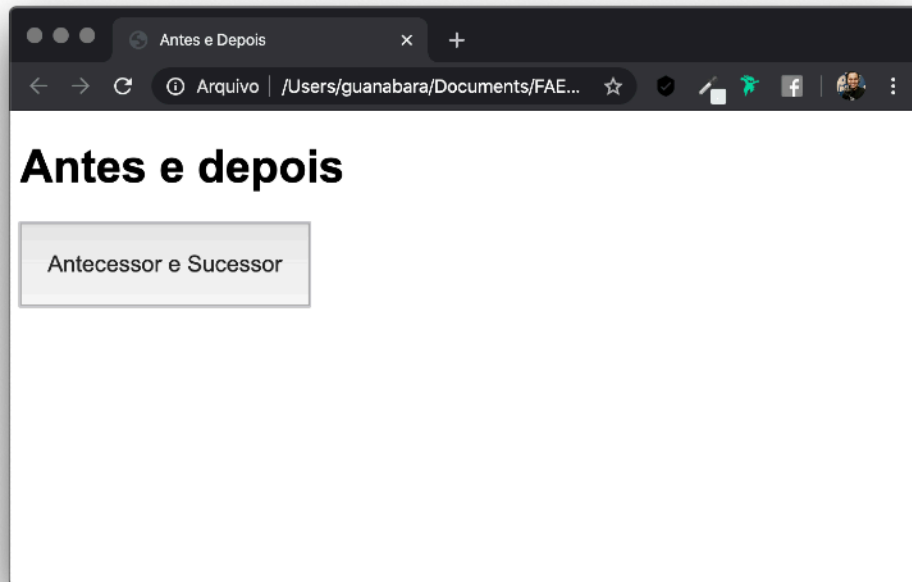 Antes e Depois
Arquivo /Users/guanabara/Documents/FAE...
Antes e depois
Antecessor e Sucessor